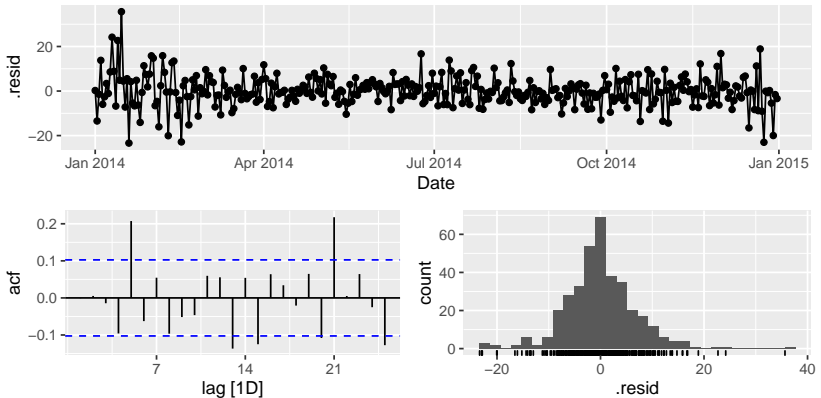 20
0
−20
.resid
Jan 2014
Apr 2014
Jul 2014
Oct 2014
Jan 2015
Date
0.2
0.1
0.0
−0.1
acf
7
14
21
lag [1D]
60
40
20
0
count
−20
0
20
40
.resid